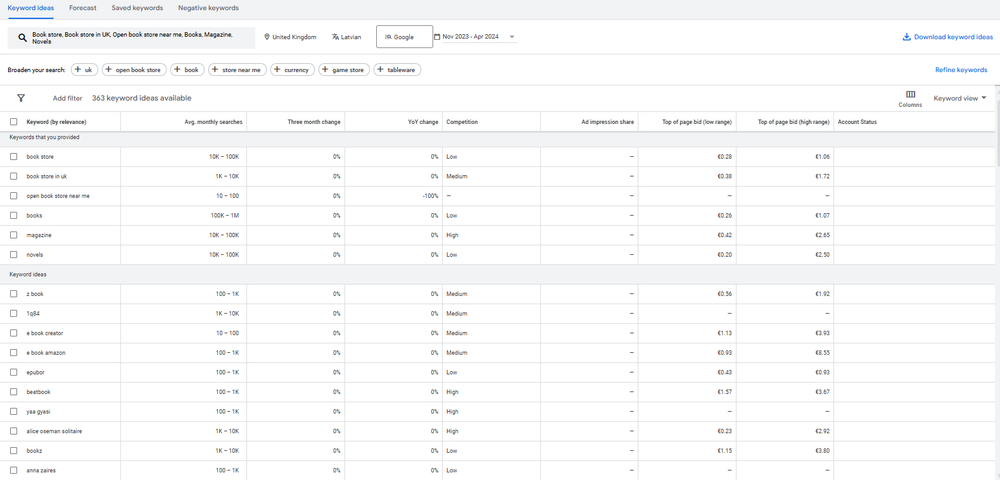 Keyword ideas Forecast Saved keywords Negative keywords
Book store, Book store in UK, Open book store near me, Books, Magazine,
Novels
United Kingdom Latvian Google Nov 2023 - Apr 2024 Download keyword ideas
Broaden your search: + uk + open book store + book + store near me + currency + game store + tableware Refine keywords
Add filter 363 keyword ideas available Columns Keyword view
Keyword (by relevance) Avg. monthly searches Three month change YoY change Competition Ad impression share Top of page bid (low range) Top of page bid (high range) Account Status
Keywords that you provided
book store 10K – 100K 0% 0% Low – €0.28 €1.06
book store in uk 1K – 10K 0% 0% Medium – €0.38 €1.72
open book store near me 10 – 100 0% -100% – – – –
books 100K – 1M 0% 0% Low – €0.26 €1.07
magazine 10K – 100K 0% 0% High – €0.42 €2.65
novels 10K – 100K 0% 0% Low – €0.20 €2.50
Keyword ideas
z book 100 – 1K 0% 0% Medium – €0.56 €1.92
1q84 1K – 10K 0% 0% Medium – – –
e book creator 10 – 100 0% 0% Medium – €1.13 €3.93
e book amazon 100 – 1K 0% 0% Medium – €0.93 €8.55
epubor 100 – 1K 0% 0% Low – €0.43 €0.93
beatbook 100 – 1K 0% 0% High – €1.57 €3.67
yaa gyasi 100 – 1K 0% 0% High – – –
alice oseman solitaire 1K – 10K 0% 0% High – €0.23 €2.92
bookz 1K – 10K 0% 0% Low – €1.15 €3.80
anna zaires 100 – 1K 0% 0% Low – – –